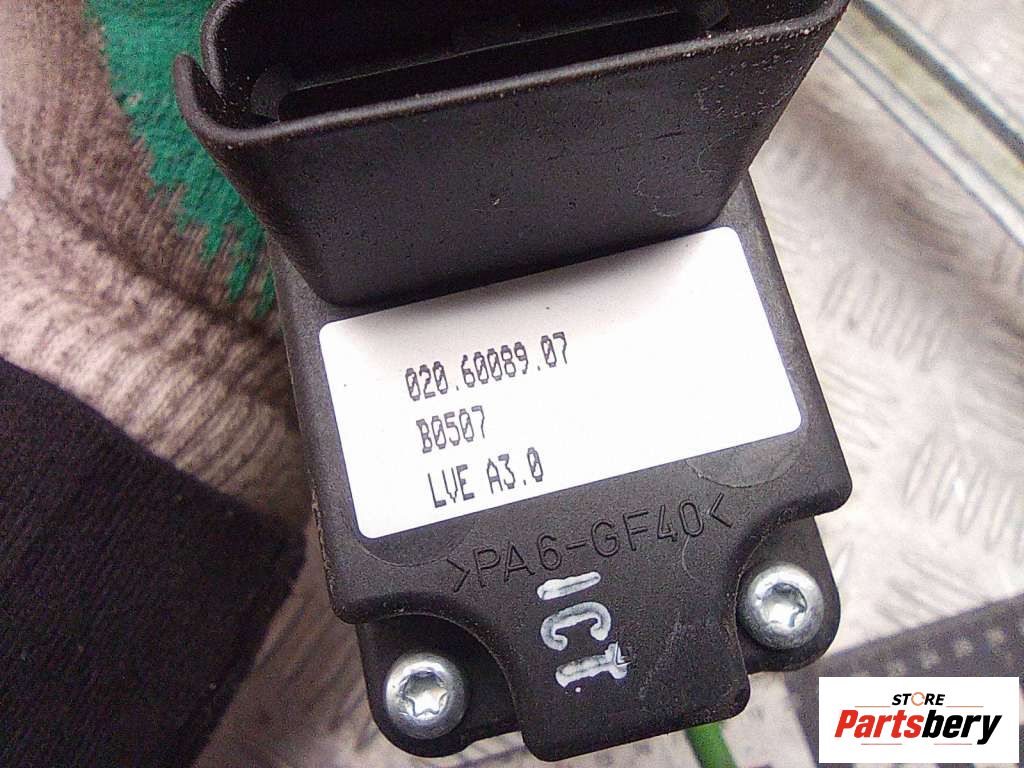 020.60089.07
B0507
LVE A3.0
>PA6-GF40<
ICT
STORE
Partsbery